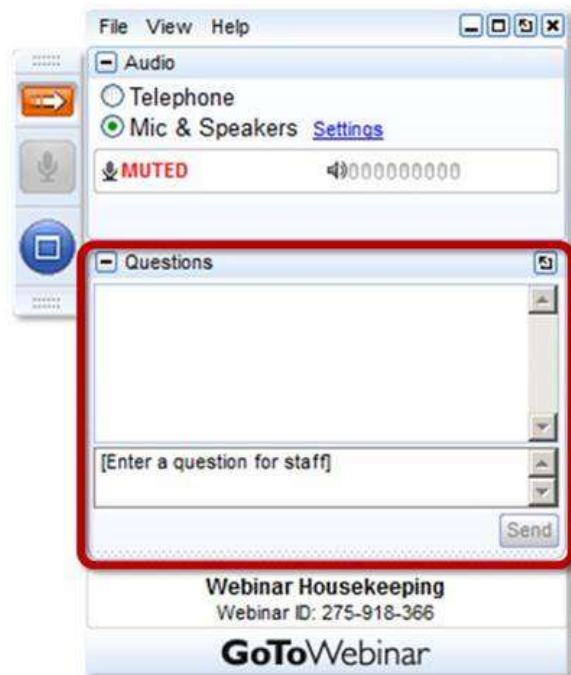 File View Help
Audio
Telephone
Mic & Speakers Settings
MUTED 000000000
Questions
[Enter a question for staff]
Send
Webinar Housekeeping
Webinar ID: 275-918-366
GoToWebinar